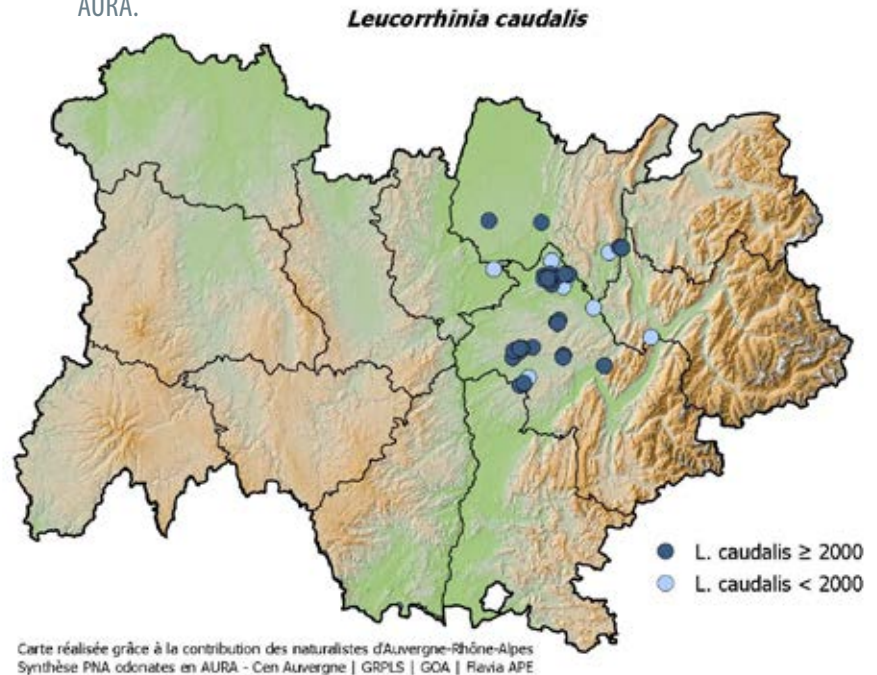 AURA.
Leucorrhinia caudalis
L. caudalis ≥ 2000
L. caudalis < 2000
Carte réalisée grâce à la contribution des naturalistes d'Auvergne-Rhône-Alpes
Synthèse PNA odonates en AURA - Cen Auvergne | GRPLS | GOA | Flavia APE